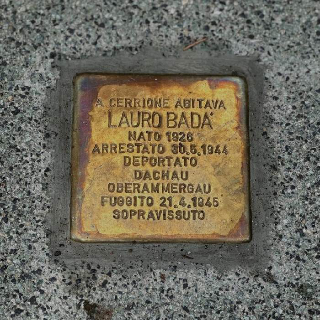 A CERRIONE ABITAVA
LAURO BADA'
NATO 1926
ARRESTATO 30.5.1944
DEPORTATO
DACHAU
OBERAMMERGAU
FUGGITO 21.4.1945
SOPRAVISSUTO